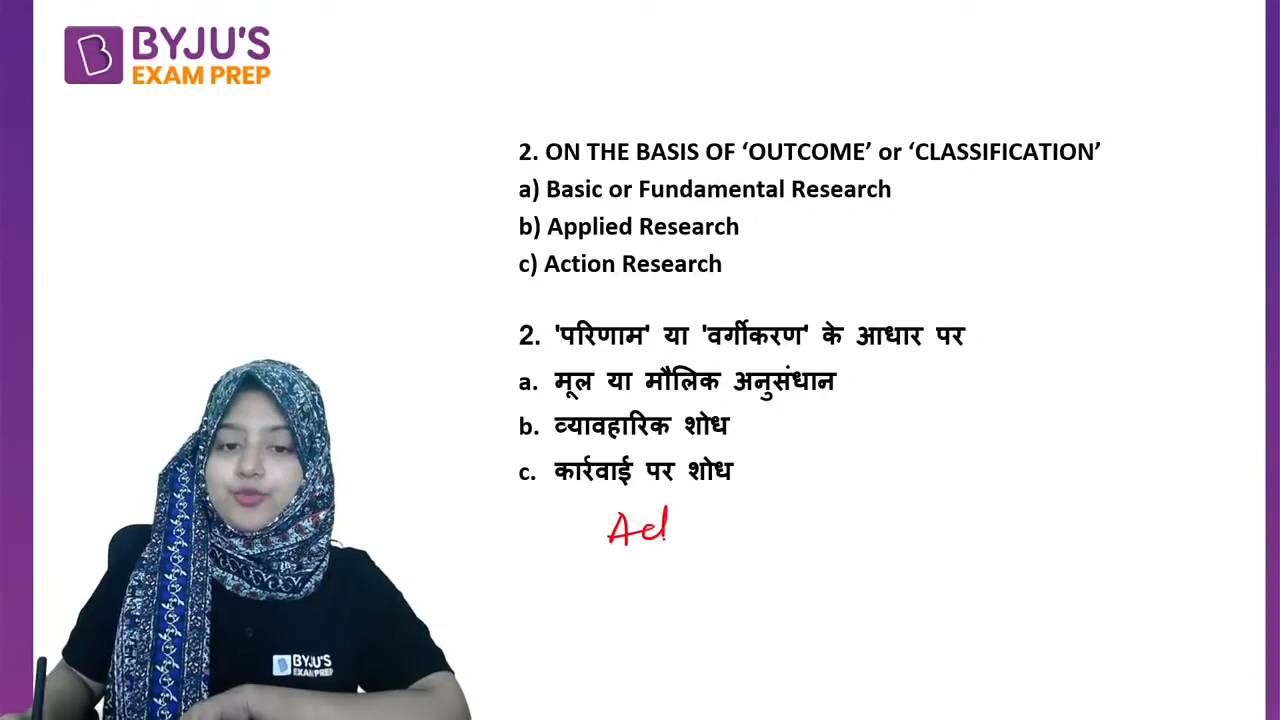 BYJU'S
EXAM PREP
2. ON THE BASIS OF ‘OUTCOME’ or ‘CLASSIFICATION’
a) Basic or Fundamental Research
b) Applied Research
c) Action Research
2. 'परिणाम' या 'वर्गीकरण' के आधार पर
a. मूल या मौलिक अनुसंधान
b. व्यावहारिक शोध
c. कार्रवाई पर शोध
BYJU'S
EXAM PREP